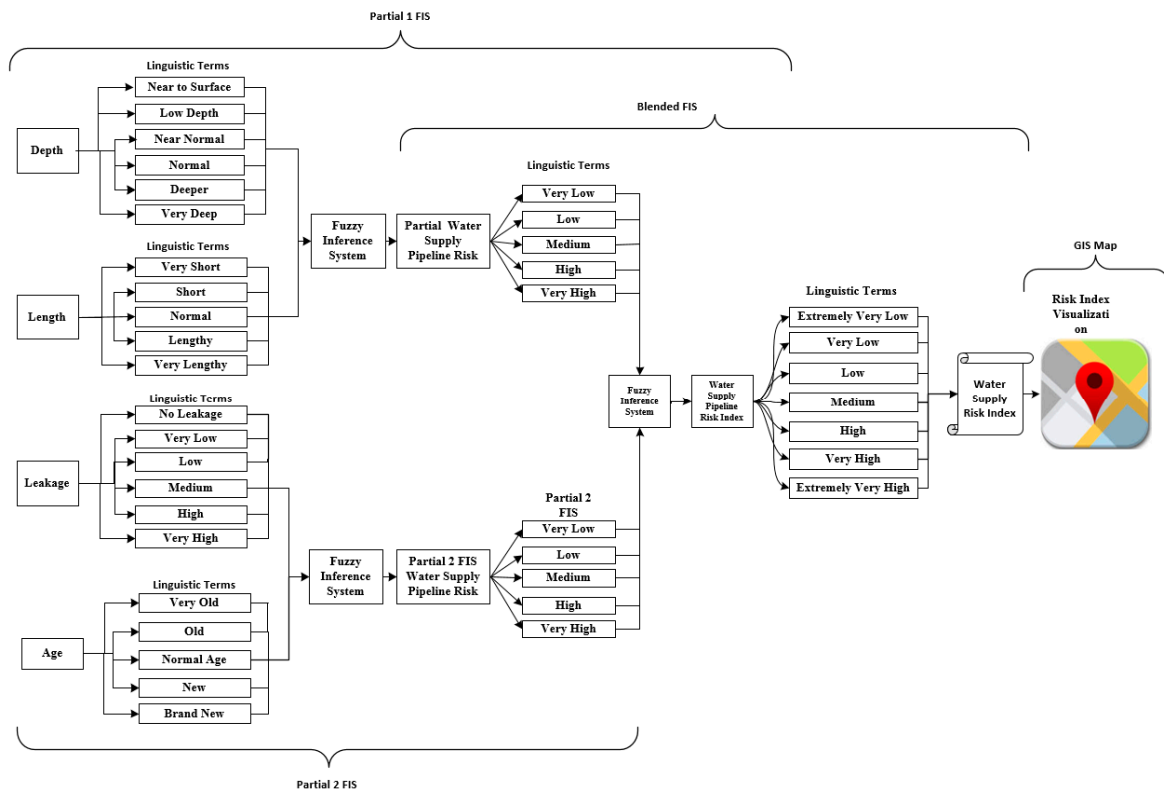 Partial 1 FIS
Linguistic Terms
Near to Surface
Low Depth
Near Normal
Normal
Deeper
Very Deep
Depth
Linguistic Terms
Very Short
Short
Normal
Lengthy
Very Lengthy
Length
Fuzzy
Inference
System
Partial Water
Supply
Pipeline Risk
Blended FIS
Linguistic Terms
Very Low
Low
Medium
High
Very High
Linguistic Terms
No Leakage
Very Low
Low
Medium
High
Very High
Leakage
Linguistic Terms
Very Old
Old
Normal Age
New
Brand New
Age
Fuzzy
Inference
System
Partial 2 FIS
Water Supply
Pipeline Risk
Partial 2
FIS
Very Low
Low
Medium
High
Very High
Partial 2 FIS
Fuzzy
Inference
System
Water
Supply
Pipeline
Risk Index
Linguistic Terms
Extremely Very Low
Very Low
Low
Medium
High
Very High
Extremely Very High
Water
Supply
Risk Index
GIS Map
Risk Index
Visualizati
on